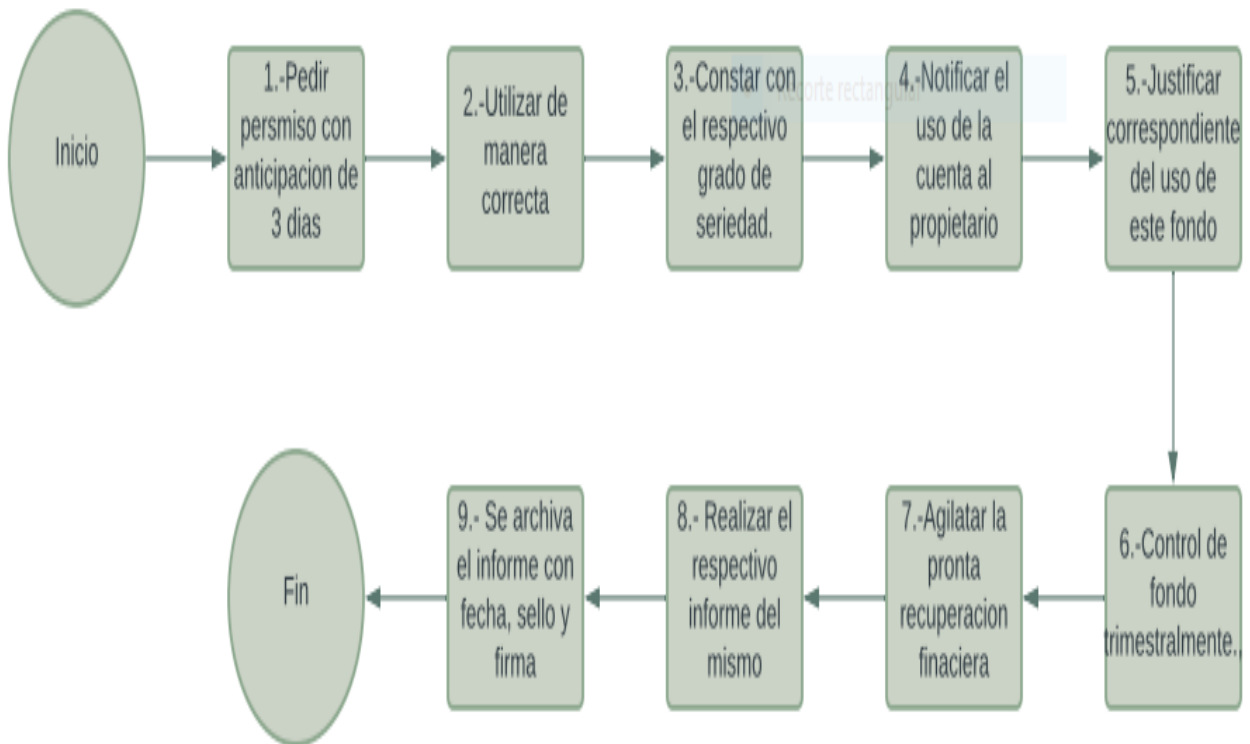 Inicio
1.-Pedir
persmiso con
anticipacion de
3 dias
2.-Utilizar de
manera
correcta
3.-Constar con
el respectivo
grado de
seriedad.
4.-Notificar el
uso de la
cuenta al
propietario
5.-Justificar
correspondiente
del uso de
este fondo
6.-Control de
fondo
trimestralmente.,
7.-Agilatar la
pronta
recuperacion
finaciera
8.- Realizar el
respectivo
informe del
mismo
9.- Se archiva
el informe con
fecha, sello y
firma
Fin
Recorte rectangular